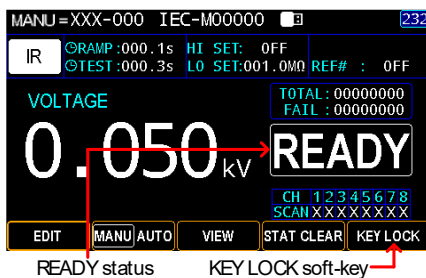 MANU=XXX-000 IEC-M00000 232
IR RAMP:000.1s HI SET: OFF
TEST:000.3s LO SET:001.0MΩ REF# : OFF
VOLTAGE
TOTAL:00000000
FAIL:00000000
0.050kV READY
CH 12345678
SCAN XXXXXXXX
EDIT MANU AUTO VIEW STAT CLEAR KEY LOCK
READY status KEY LOCK soft-key